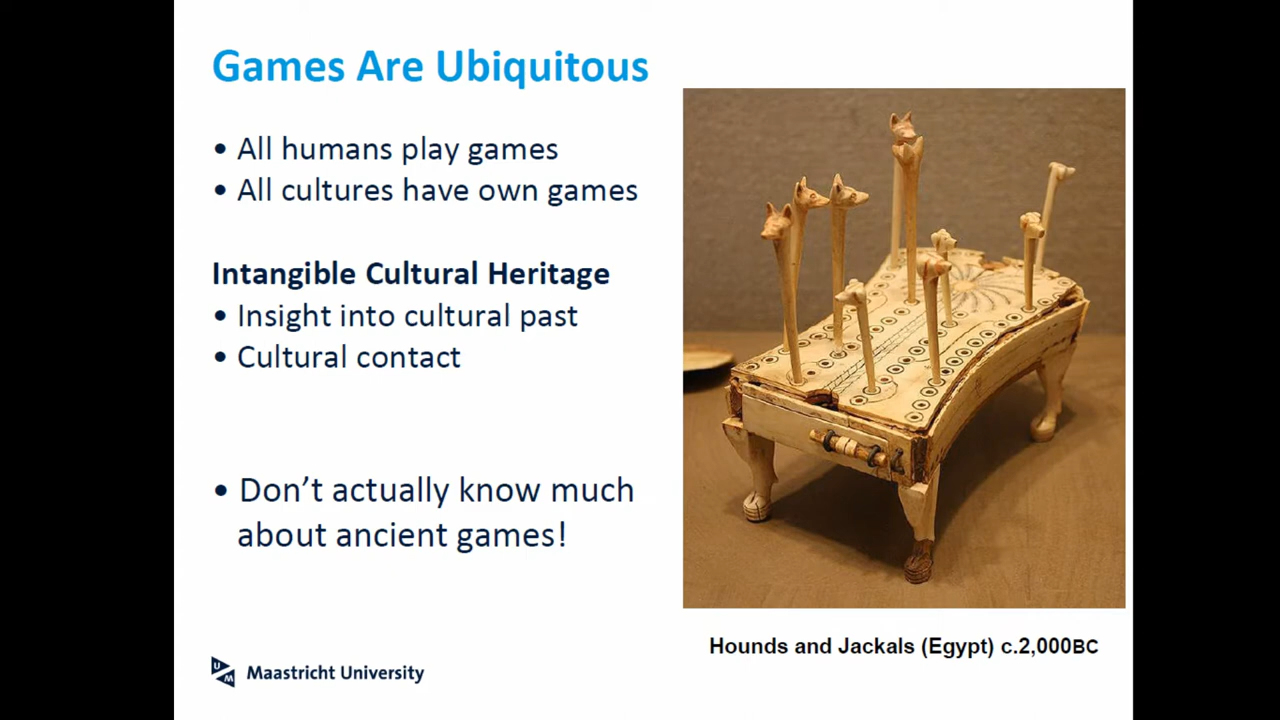 Games Are Ubiquitous
• All humans play games
• All cultures have own games
Intangible Cultural Heritage
• Insight into cultural past
• Cultural contact
• Don’t actually know much
about ancient games!
Hounds and Jackals (Egypt) c.2,000BC
UM Maastricht University